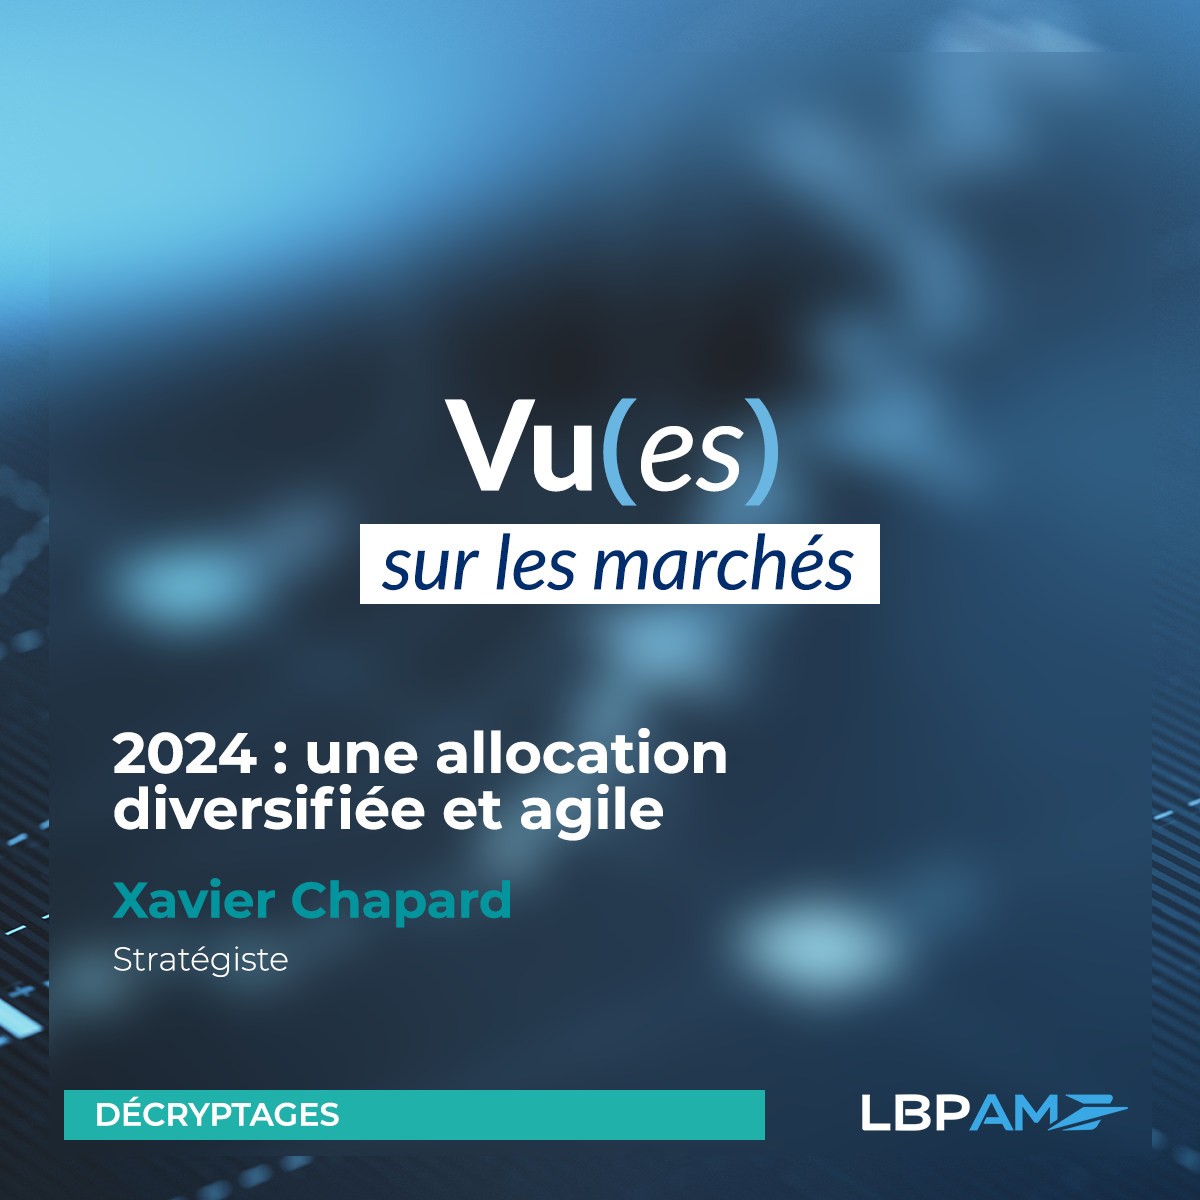 Vu(es)
sur les marchés
2024 : une allocation
diversifiée et agile
Xavier Chapard
Stratégiste
DÉCRYPTAGES
LBPAM